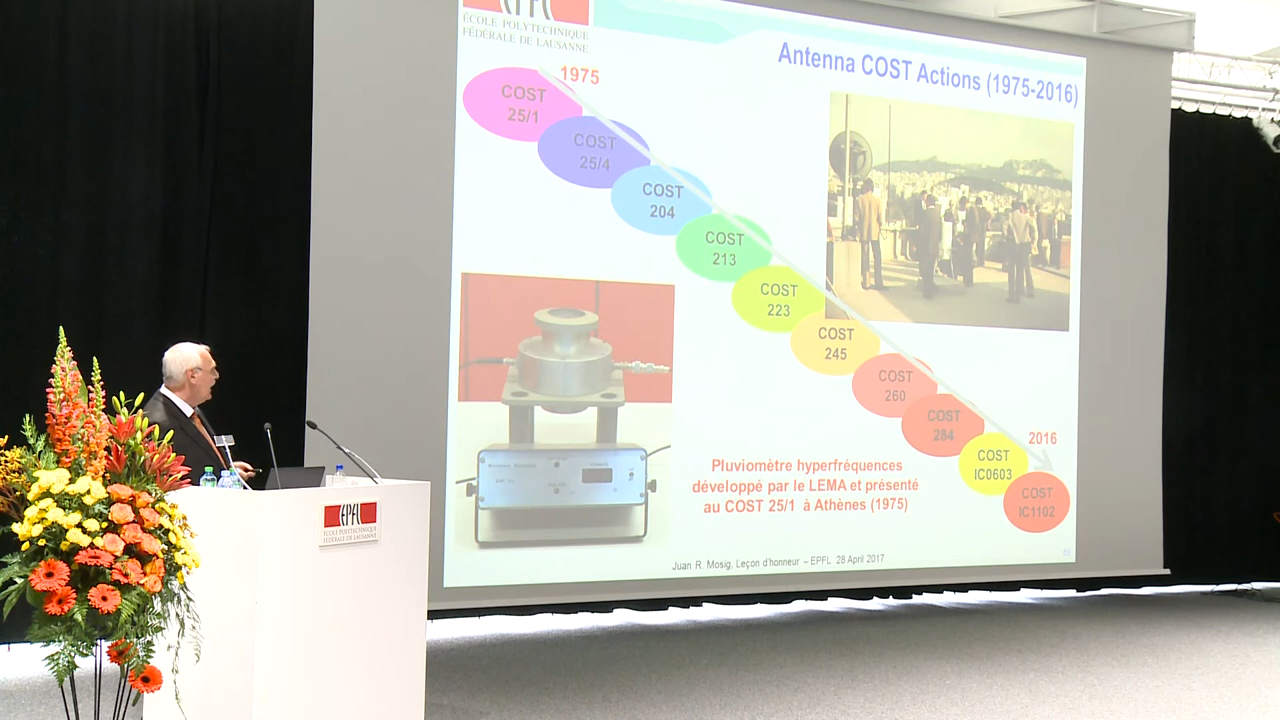 EPFL
ÉCOLE POLYTECHNIQUE
FÉDÉRALE DE LAUSANNE
Antenna COST Actions (1975-2016)
1975
COST
25/1
COST
25/4
COST
204
COST
213
COST
223
COST
245
COST
260
COST
284
2016
COST
IC0603
COST
IC1102
Pluviomètre hyperfréquences
développé par le LEMA et présenté
au COST 25/1 à Athènes (1975)
Juan R. Mosig, Leçon d'honneur – EPFL 28 April 2017
EPFL
ÉCOLE POLYTECHNIQUE
FÉDÉRALE DE LAUSANNE